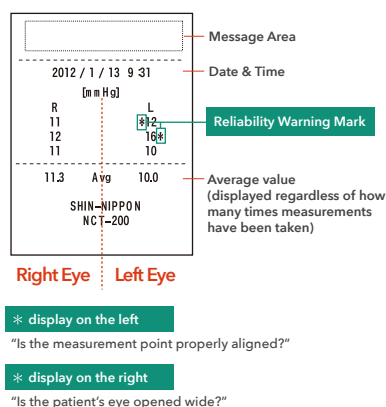 Message Area
2012 / 1 / 13 9 31 Date & Time
[mmHg]
R L
11 *12 Reliability Warning Mark
12 16*
11 10
11.3 Avg 10.0 Average value
(displayed regardless of how
many times measurements
have been taken)
SHIN-NIPPON
NCT-200
Right Eye Left Eye
* display on the left
“Is the measurement point properly aligned?”
* display on the right
“Is the patient’s eye opened wide?”